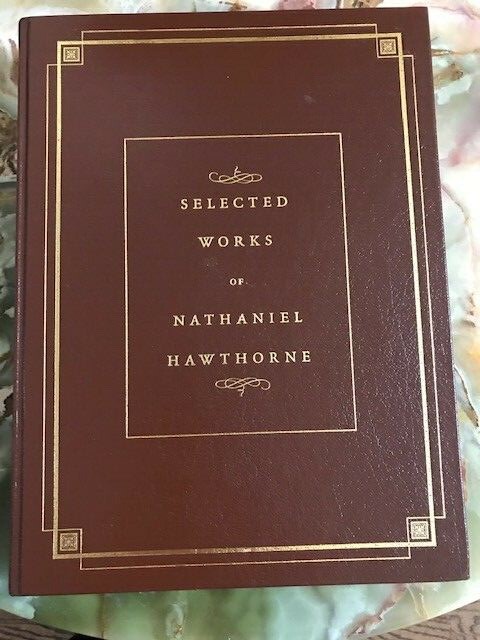 SELECTED
WORKS
OF
NATHANIEL
HAWTHORNE